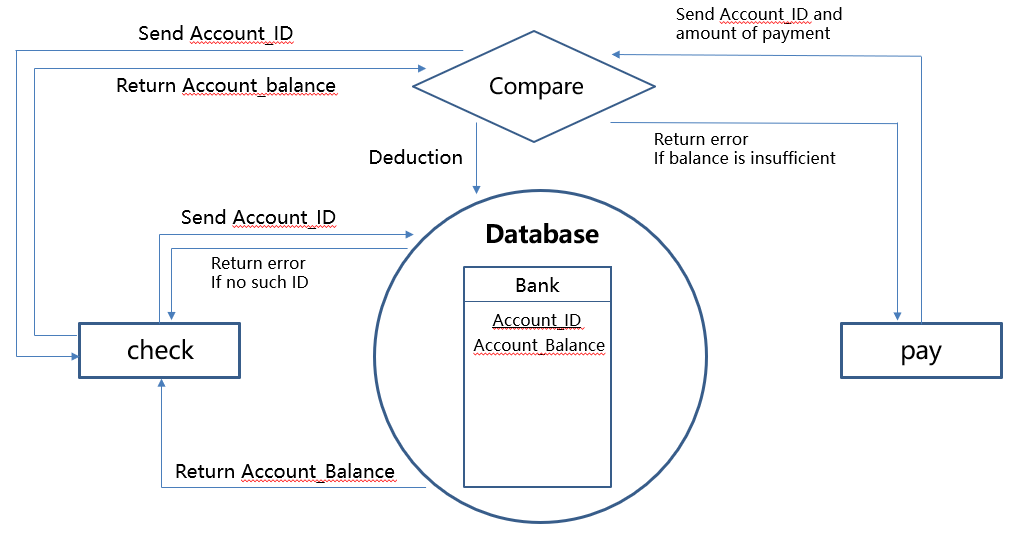 Send Account_ID and
amount of payment
Send Account_ID
Return Account_balance
Compare
Return error
If balance is insufficient
Deduction
Send Account_ID
Database
Return error
If no such ID
Bank
Account_ID
Account_Balance
check
pay
Return Account_Balance